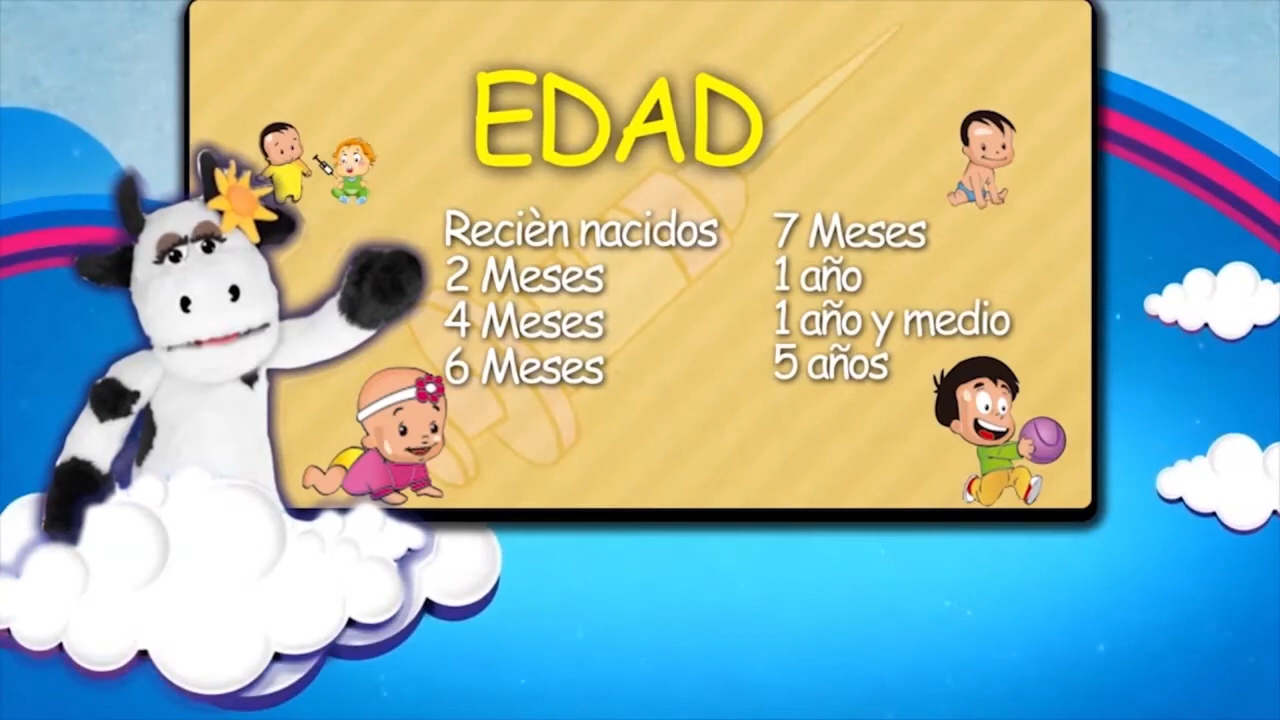 EDAD
Recièn nacidos
2 Meses
4 Meses
6 Meses
7 Meses
1 año
1 año y medio
5 años